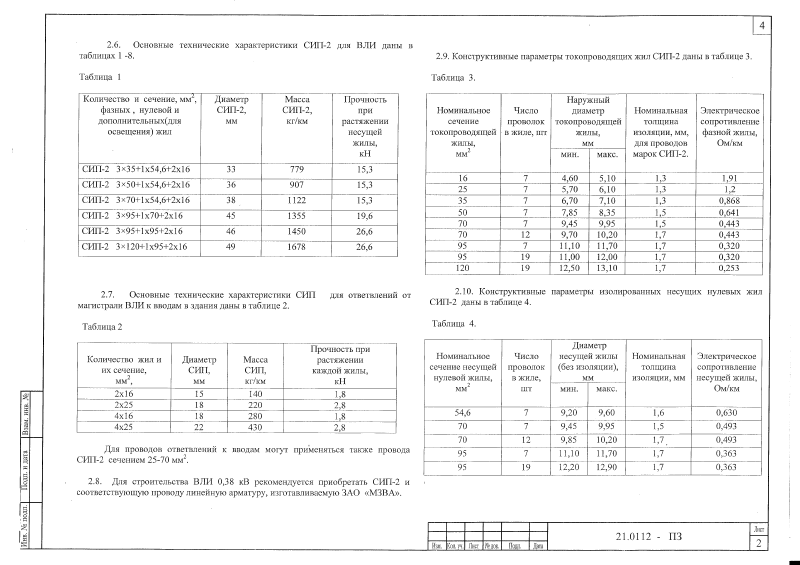 4
2.6. Основные технические характеристики СИП-2 для ВЛИ даны в
таблицах 1 -8.
Таблица 1
Количество и сечение, мм², фазных , нулевой и дополнительных(для освещения) жил | Диаметр СИП-2, мм | Масса СИП-2, кг/км | Прочность при растяжении несущей жилы, кН
СИП-2 3×35+1х54,6+2х16 33 779 15,3
СИП-2 3×50+1х54,6+2х16 36 907 15,3
СИП-2 3×70+1х54,6+2х16 38 1122 15,3
СИП-2 3×95+1х70+2х16 45 1355 19,6
СИП-2 3×95+1х95+2х16 46 1450 26,6
СИП-2 3×120+1х95+2х16 49 1678 26,6
2.7. Основные технические характеристики СИП для ответвлений от
магистрали ВЛИ к вводам в здания даны в таблице 2.
Таблица 2
Количество жил и их сечение, мм², | Диаметр СИП, мм | Масса СИП, кг/км | Прочность при растяжении каждой жилы, кН
2х16 15 140 1,8
2х25 18 220 2,8
4х16 18 280 1,8
4х25 22 430 2,8
Для проводов ответвлений к вводам могут применяться также провода
СИП-2 сечением 25-70 мм².
2.8. Для строительства ВЛИ 0,38 кВ рекомендуется приобретать СИП-2 и
соответствующую проводу линейную арматуру, изготавливаемую ЗАО «МЗВА».
2.9. Конструктивные параметры токопроводящих жил СИП-2 даны в таблице 3.
Таблица 3.
Номинальное сечение токопроводящей жилы, мм² | Число проволок в жиле, шт | Наружный диаметр токопроводящей жилы, мм | Номинальная толщина изоляции, мм, для проводов марок СИП-2. | Электрическое сопротивление фазной жилы, Ом/км
мин. макс.
16 7 4,60 5,10 1,3 1,91
25 7 5,70 6,10 1,3 1,2
35 7 6,70 7,10 1,3 0,868
50 7 7,85 8,35 1,5 0,641
70 7 9,45 9,95 1,5 0,443
70 12 9,70 10,20 1,7 0,443
95 7 11,10 11,70 1,7 0,320
95 19 11,00 12,00 1,7 0,320
120 19 12,50 13,10 1,7 0,253
2.10. Конструктивные параметры изолированных несущих нулевых жил
СИП-2 даны в таблице 4.
Таблица 4.
Номинальное сечение несущей нулевой жилы, мм² | Число проволок в жиле, шт | Диаметр несущей жилы (без изоляции), мм | Номинальная толщина изоляции, мм | Электрическое сопротивление несущей жилы, Ом/км
мин. макс.
54,6 7 9,20 9,60 1,6 0,630
70 7 9,45 9,95 1,5 0,493
70 12 9,85 10,20 1,7 0,493
95 7 11,10 11,70 1,7 0,363
95 19 12,20 12,90 1,7 0,363
Взам. инв. №
Подп. и дата
Инв. № подл.
Изм. Кол. уч. Лист №док. Подп. Дата
21.0112 - ПЗ
Лист
2